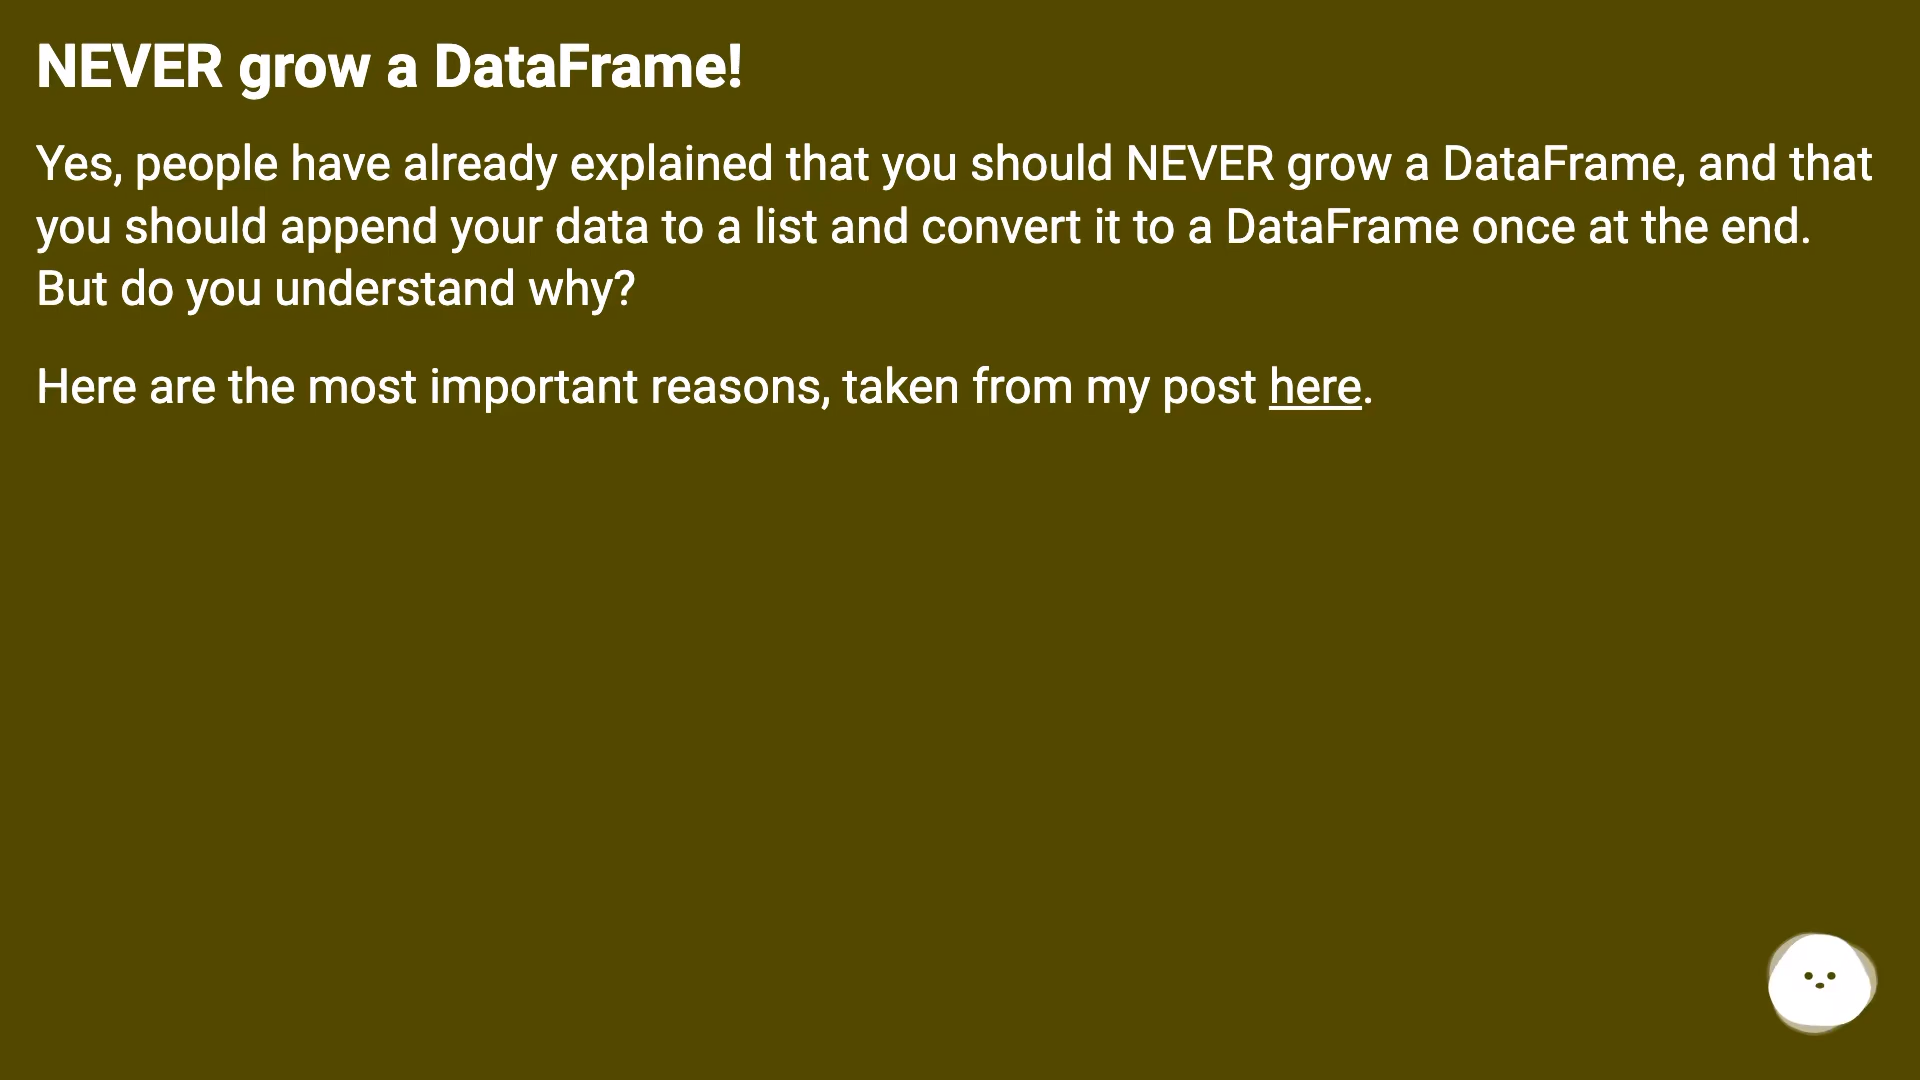 NEVER grow a DataFrame!
Yes, people have already explained that you should NEVER grow a DataFrame, and that
you should append your data to a list and convert it to a DataFrame once at the end.
But do you understand why?
Here are the most important reasons, taken from my post here.